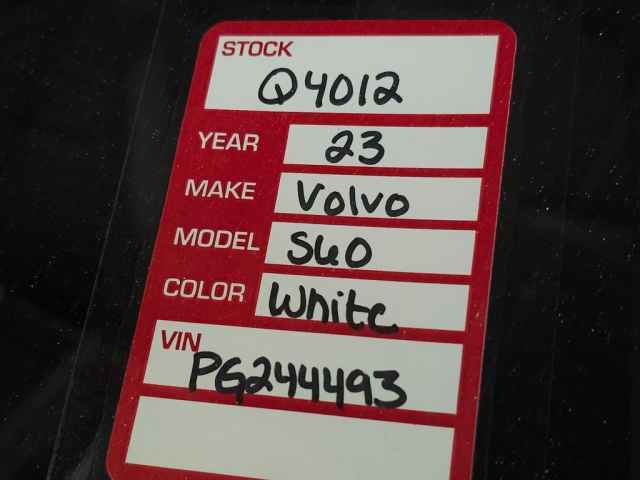 STOCK
Q4012
YEAR 23
MAKE Volvo
MODEL S60
COLOR White
VIN
PG244493